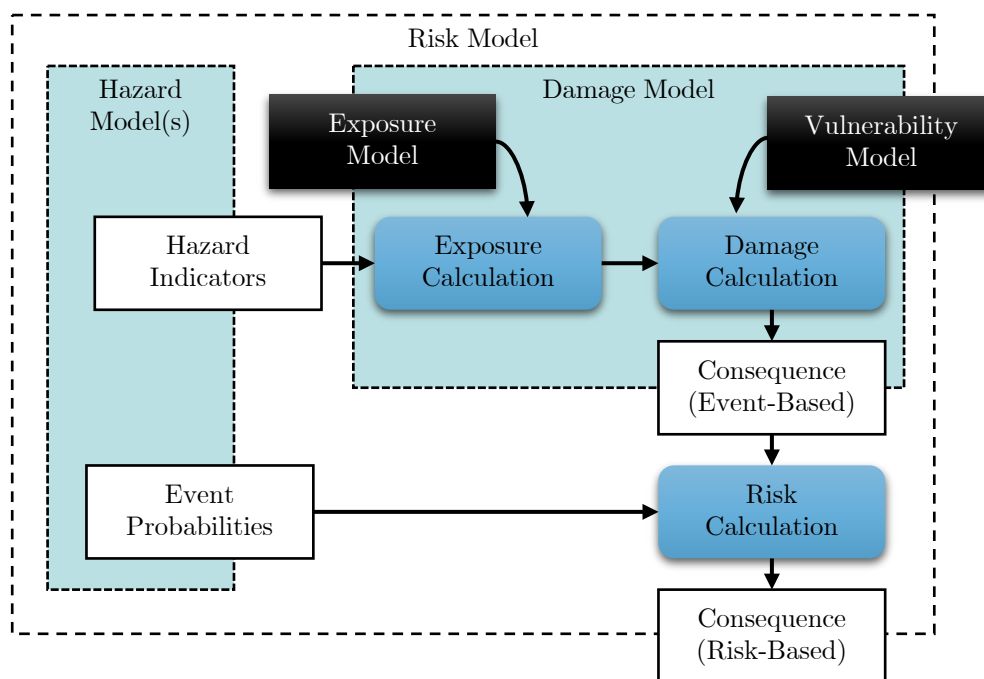 Risk Model
Hazard
Model(s)
Damage Model
Exposure
Model
Vulnerability
Model
Hazard
Indicators
Exposure
Calculation
Damage
Calculation
Consequence
(Event-Based)
Event
Probabilities
Risk
Calculation
Consequence
(Risk-Based)